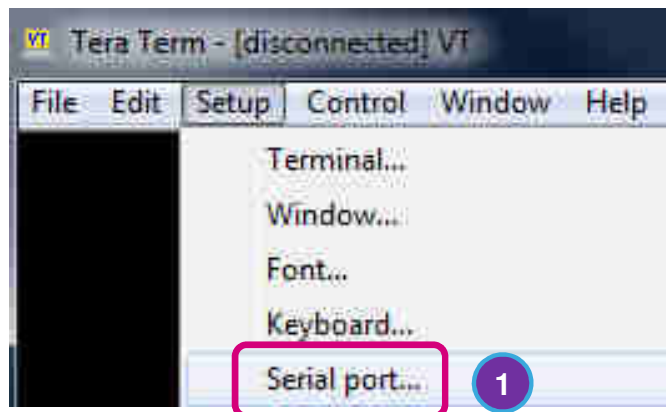 Tera Term - [disconnected] VT
File Edit Setup Control Window Help
Terminal...
Window...
Font...
Keyboard...
Serial port...
1